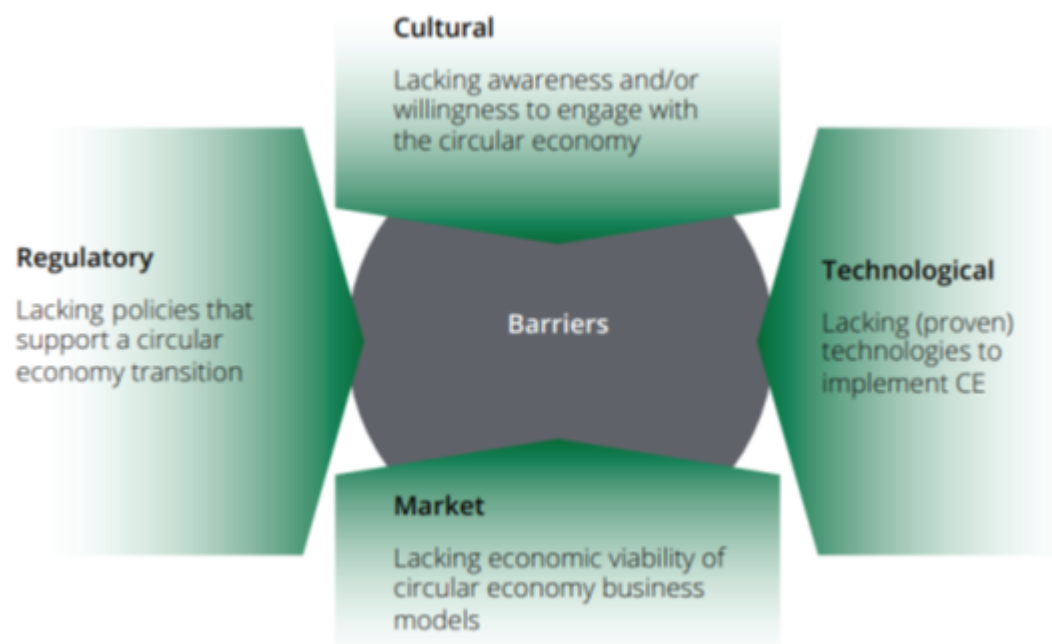 Cultural
Lacking awareness and/or
willingness to engage with
the circular economy
Regulatory
Lacking policies that
support a circular
economy transition
Barriers
Technological
Lacking (proven)
technologies to
implement CE
Market
Lacking economic viability of
circular economy business
models